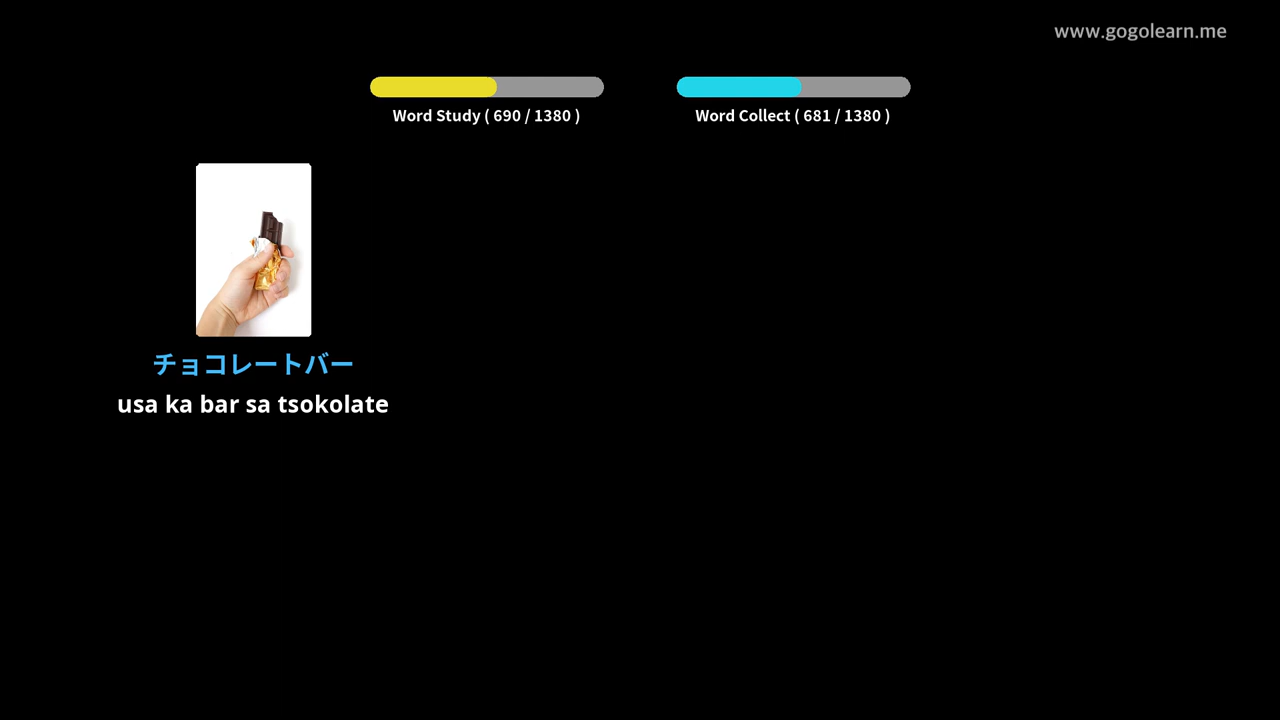 www.gogolearn.me
Word Study ( 690 / 1380 )
Word Collect ( 681 / 1380 )
チョコレートバー
usa ka bar sa tsokolate